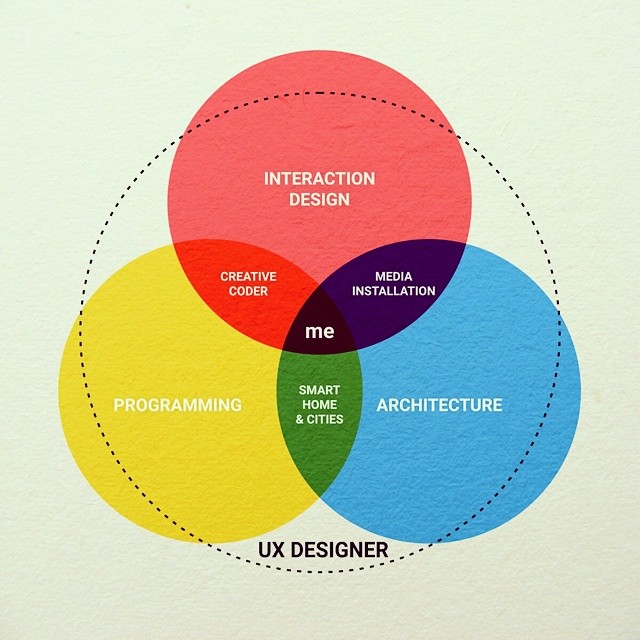 INTERACTION
DESIGN
CREATIVE
CODER
MEDIA
INSTALLATION
me
PROGRAMMING
SMART
HOME
& CITIES
ARCHITECTURE
UX DESIGNER